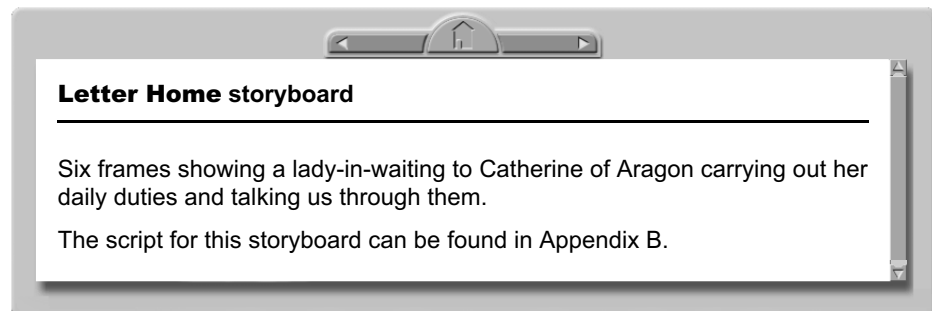 Letter Home storyboard
Six frames showing a lady-in-waiting to Catherine of Aragon carrying out her
daily duties and talking us through them.
The script for this storyboard can be found in Appendix B.